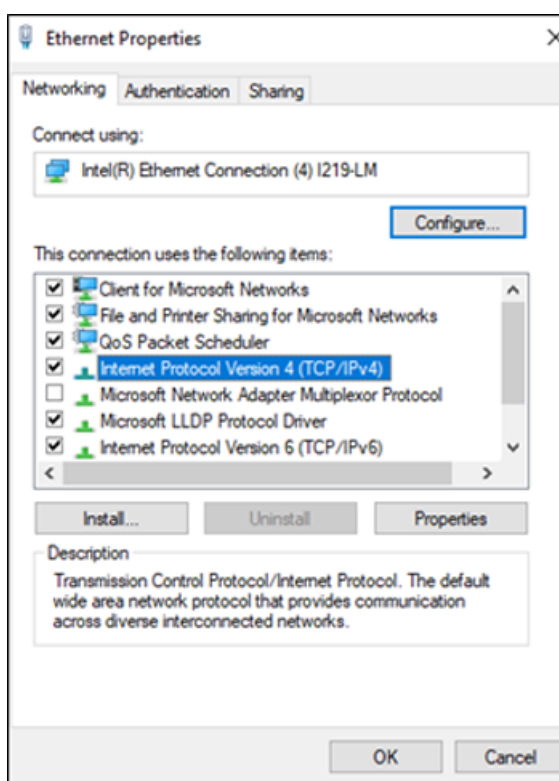 Ethernet Properties
Networking Authentication Sharing
Connect using:
Intel(R) Ethernet Connection (4) I219-LM
Configure...
This connection uses the following items:
Client for Microsoft Networks
File and Printer Sharing for Microsoft Networks
QoS Packet Scheduler
Internet Protocol Version 4 (TCP/IPv4)
Microsoft Network Adapter Multiplexor Protocol
Microsoft LLDP Protocol Driver
Internet Protocol Version 6 (TCP/IPv6)
Install... Uninstall Properties
Description
Transmission Control Protocol/Internet Protocol. The default
wide area network protocol that provides communication
across diverse interconnected networks.
OK Cancel